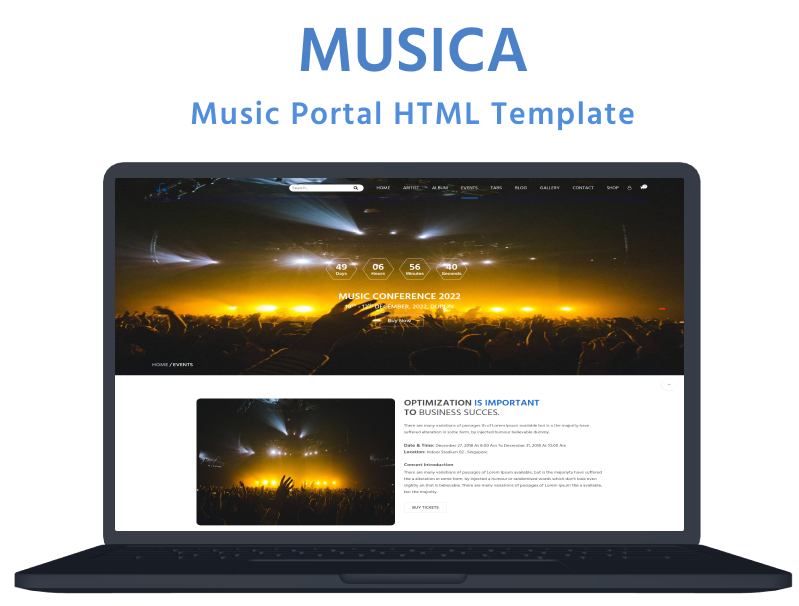 MUSICA
Music Portal HTML Template
Search...
HOME ARTIST ALBUM EVENTS TABS BLOG GALLERY CONTACT SHOP
49 06 56 40
Days Hours Minutes Seconds
MUSIC CONFERENCE 2022
DECEMBER, 2022, DUBLIN
Buy Now
HOME / EVENTS
OPTIMIZATION IS IMPORTANT
TO BUSINESS SUCCES.
There are many variations of passages th of Lorem Ipsum available but is a the majority have
suffered alteration in some form, by injected humour believable dummy.
Date & Time: December 27, 2018 At 6:00 Am To December 31, 2018 At 10:00 Am
Location: Indoor Stadium 82, Singapore.
Concert Introduction
There are many variations of passages of Lorem Ipsum available, but is the majority have suffered
the a alteration in some form, by injected a humour or randomised words which don't look even
slightly on that is believable. There are many variations of passages of Lorem Ipsum the a available,
but the majority.
BUY TICKETS